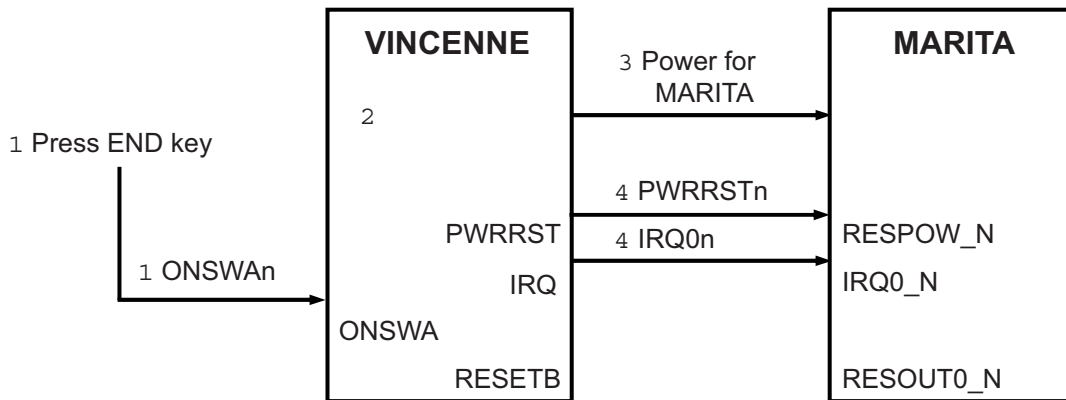 VINCENNE
MARITA
3 Power for
MARITA
2
1 Press END key
4 PWRRSTn
PWRRST
RESPOW_N
4 IRQ0n
1 ONSWAn
IRQ
IRQ0_N
ONSWA
RESETB
RESOUT0_N